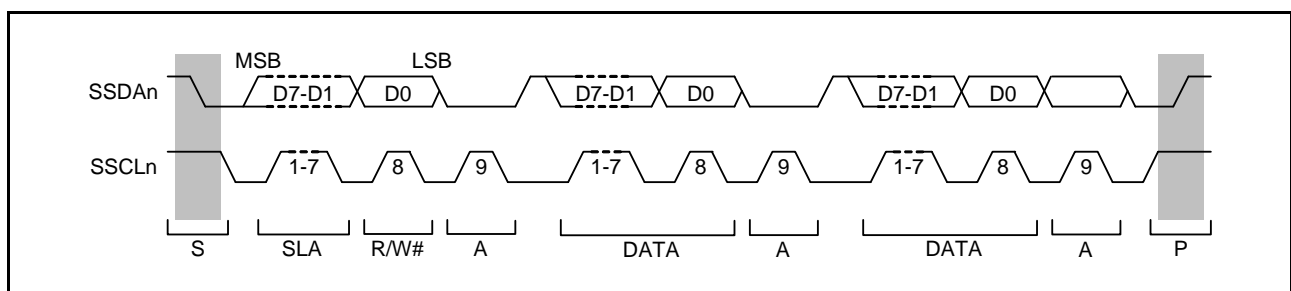 MSB LSB
SSDAn D7-D1 D0 D7-D1 D0 D7-D1 D0
SSCLn 1-7 8 9 1-7 8 9 1-7 8 9
S SLA R/W# A DATA A DATA A P